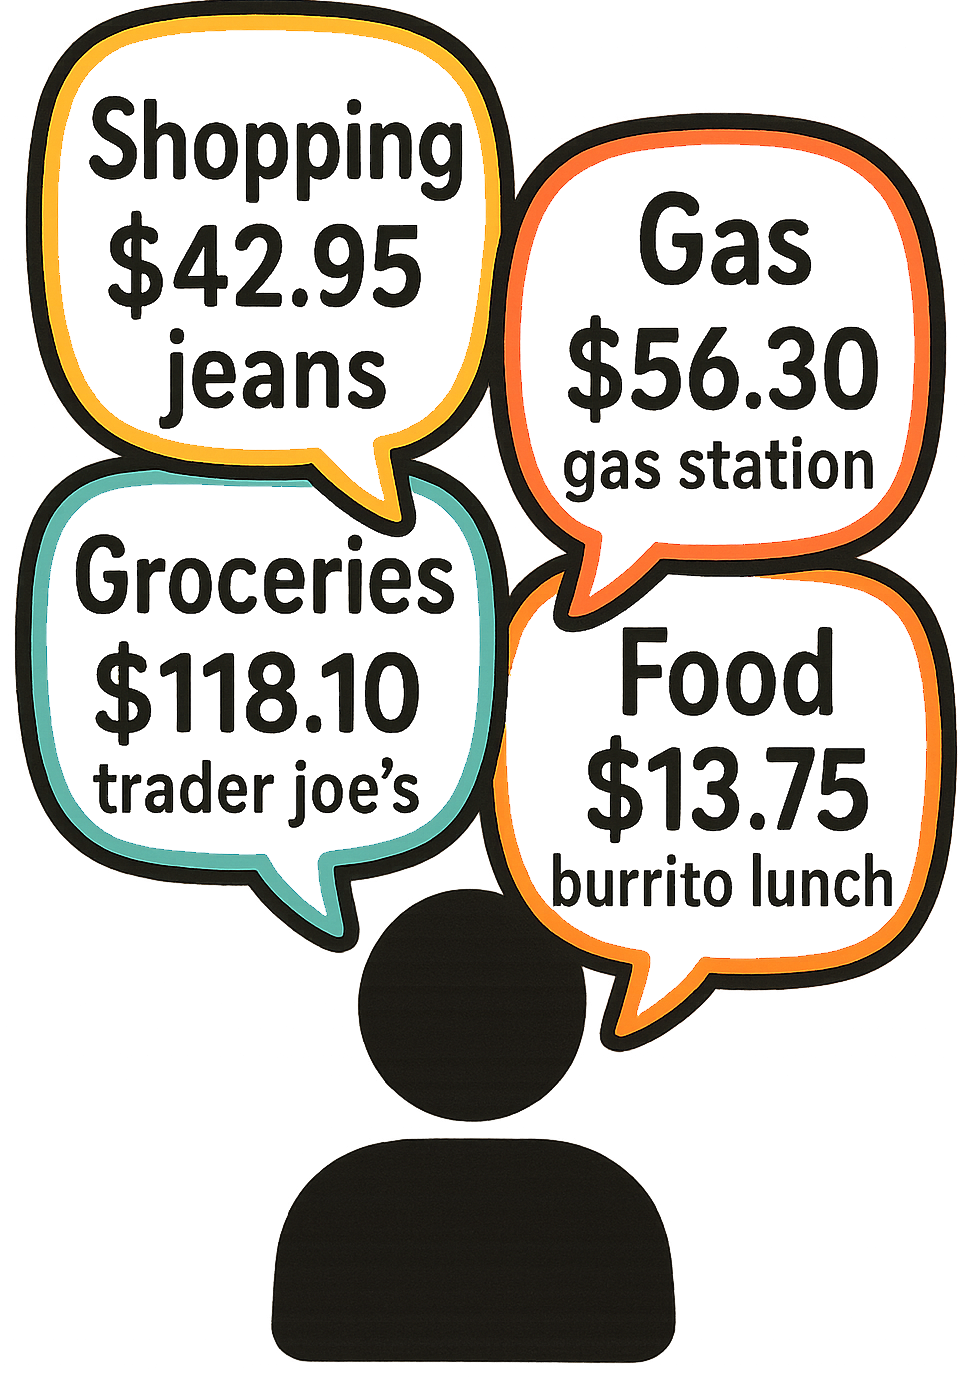 Shopping
$42.95
jeans
Gas
$56.30
gas station
Groceries
$118.10
trader joe’s
Food
$13.75
burrito lunch